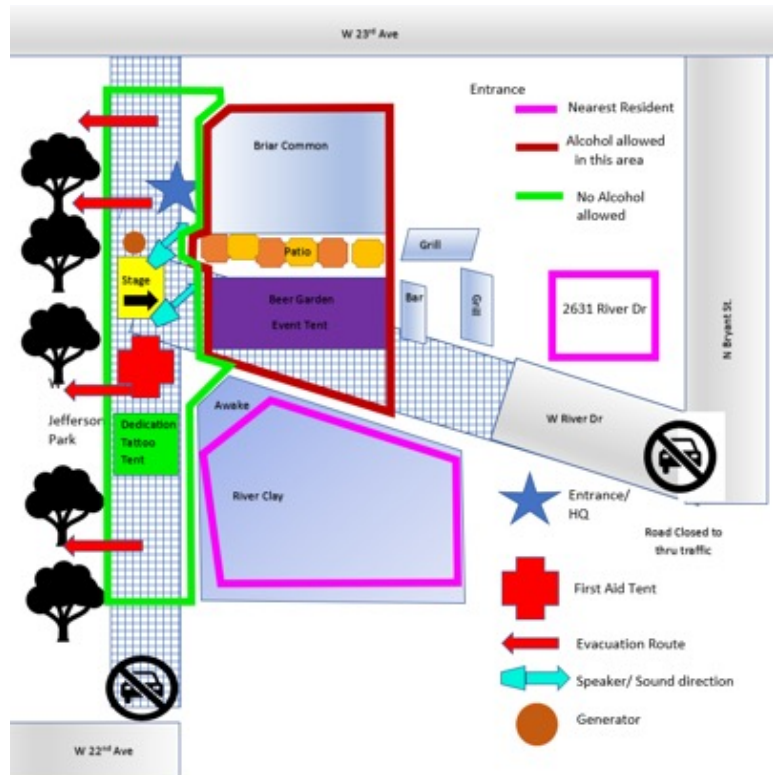 W 23rd Ave
Entrance
Nearest Resident
Alcohol allowed
in this area
No Alcohol
allowed
Briar Common
Patio
Grill
Stage
Beer Garden
Event Tent
Bar
Grill
2631 River Dr
N Bryant St.
W
Jefferson
Park
Dedication
Tattoo
Tent
Awake
W River Dr
River Clay
Entrance/
HQ
Road Closed to
thru traffic
First Aid Tent
Evacuation Route
Speaker/ Sound direction
Generator
W 22nd Ave